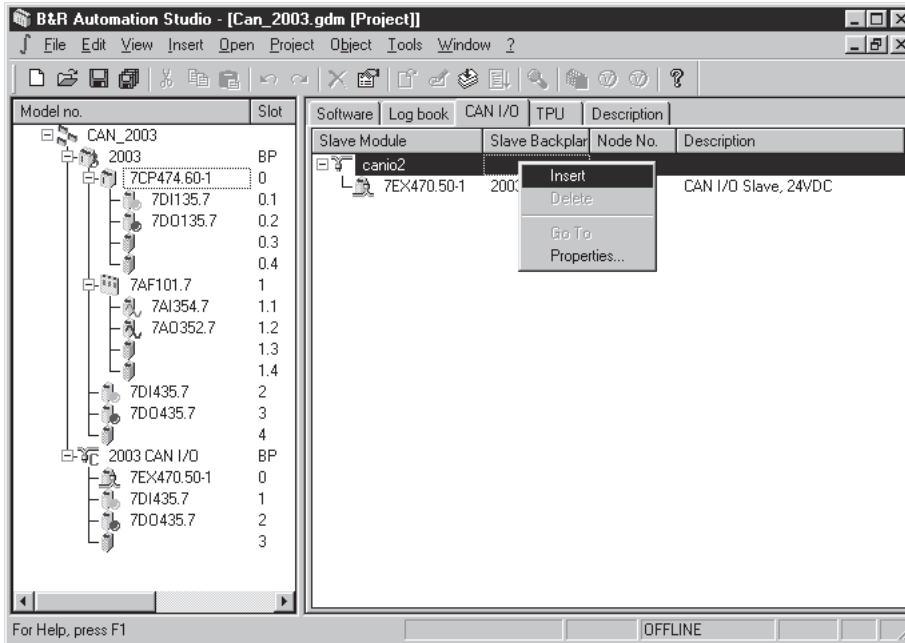 B&R Automation Studio - [Can_2003.gdm [Project]]
File Edit View Insert Open Project Object Tools Window ?
Model no. Slot
CAN_2003
2003 BP
7CP474.60-1 0
7DI135.7 0.1
7DO135.7 0.2
0.3
0.4
7AF101.7 1
7AI354.7 1.1
7AO352.7 1.2
1.3
1.4
7DI435.7 2
7DO435.7 3
4
2003 CAN I/O BP
7EX470.50-1 0
7DI435.7 1
7DO435.7 2
3
Software Log book CAN I/O TPU Description
Slave Module Slave Backplar Node No. Description
canio2
7EX470.50-1 2003 CAN I/O Slave, 24VDC
Insert
Delete
Go To
Properties...
For Help, press F1 OFFLINE